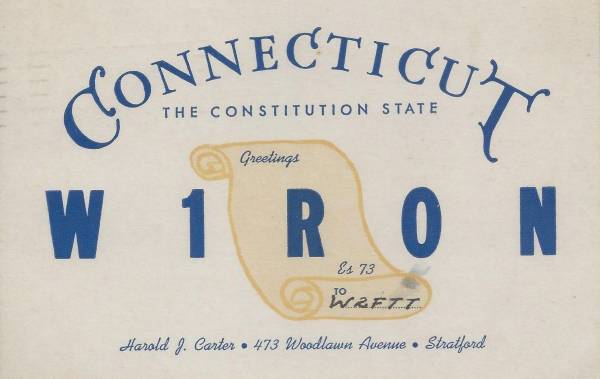 CONNECTICUT
THE CONSTITUTION STATE
Greetings
W1RON
Es 73
TO
W2FTT
Harold J. Carter • 473 Woodlawn Avenue • Stratford